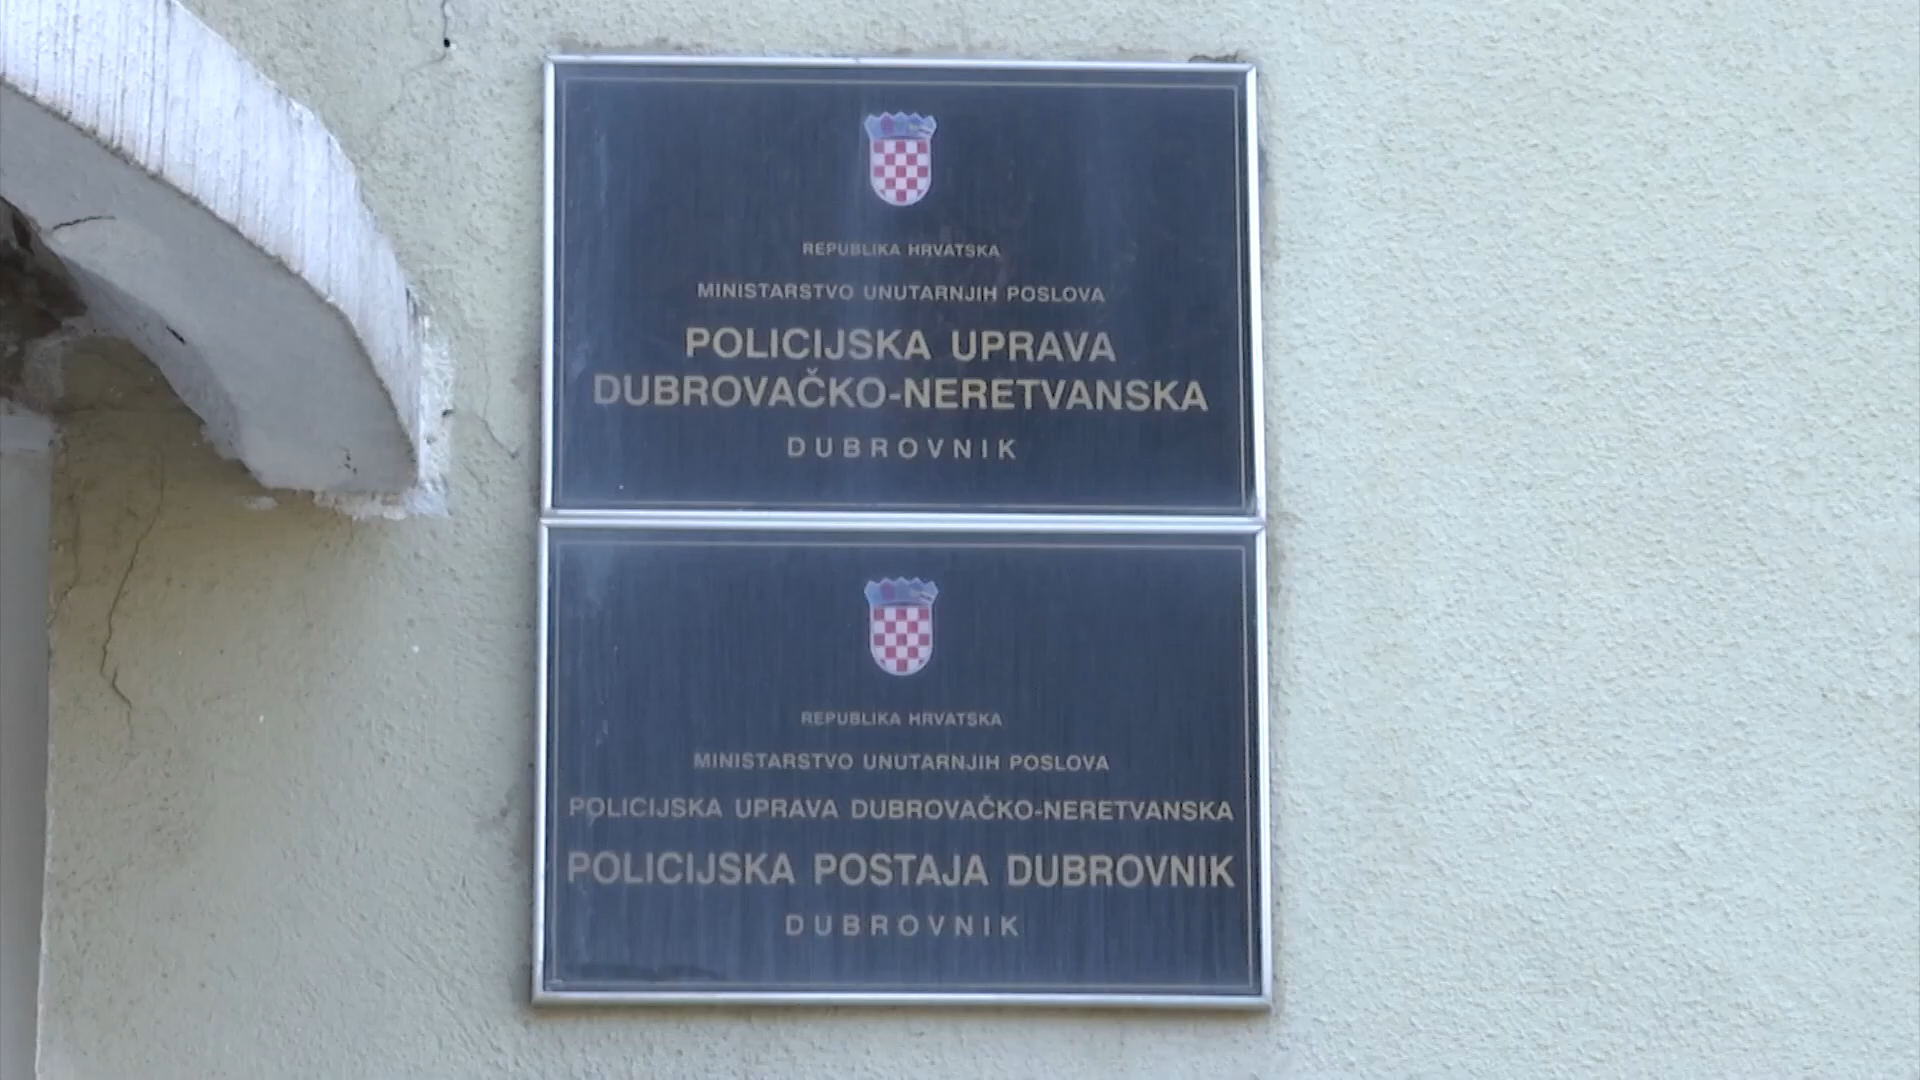 REPUBLIKA HRVATSKA
MINISTARSTVO UNUTARNJIH POSLOVA
POLICIJSKA UPRAVA
DUBROVAČKO-NERETVANSKA
DUBROVNIK
REPUBLIKA HRVATSKA
MINISTARSTVO UNUTARNJIH POSLOVA
POLICIJSKA UPRAVA DUBROVAČKO-NERETVANSKA
POLICIJSKA POSTAJA DUBROVNIK
DUBROVNIK